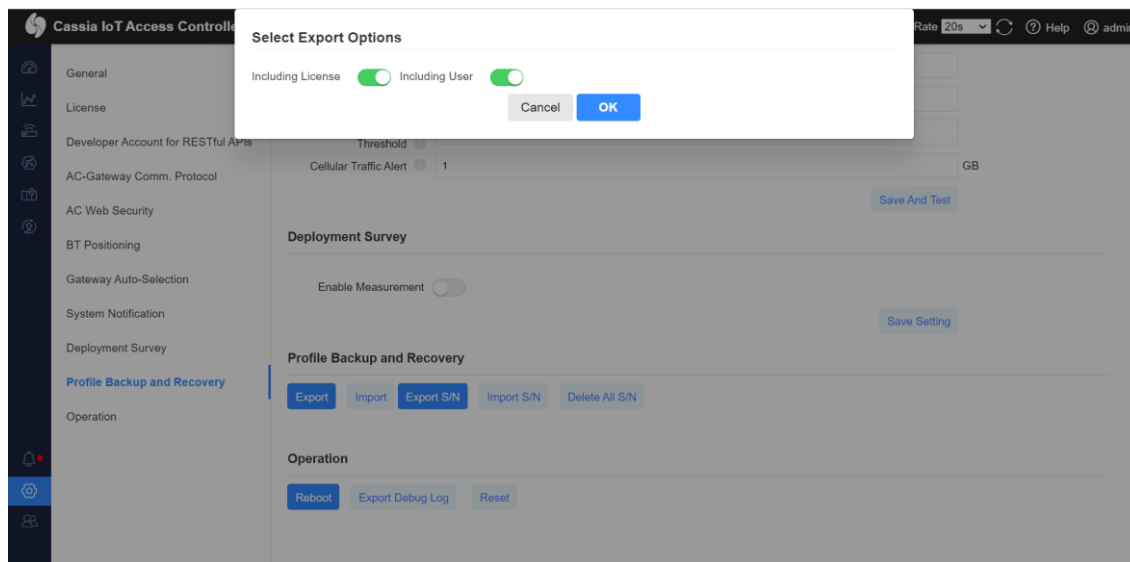 Cassia IoT Access Controlle
Rate 20s Help admi
Select Export Options
Including License Including User
Cancel OK
General
License
Developer Account for RESTful APIs
AC-Gateway Comm. Protocol
AC Web Security
BT Positioning
Gateway Auto-Selection
System Notification
Deployment Survey
Profile Backup and Recovery
Operation
Threshold
Cellular Traffic Alert 1 GB
Save And Test
Deployment Survey
Enable Measurement
Save Setting
Profile Backup and Recovery
Export Import Export S/N Import S/N Delete All S/N
Operation
Reboot Export Debug Log Reset